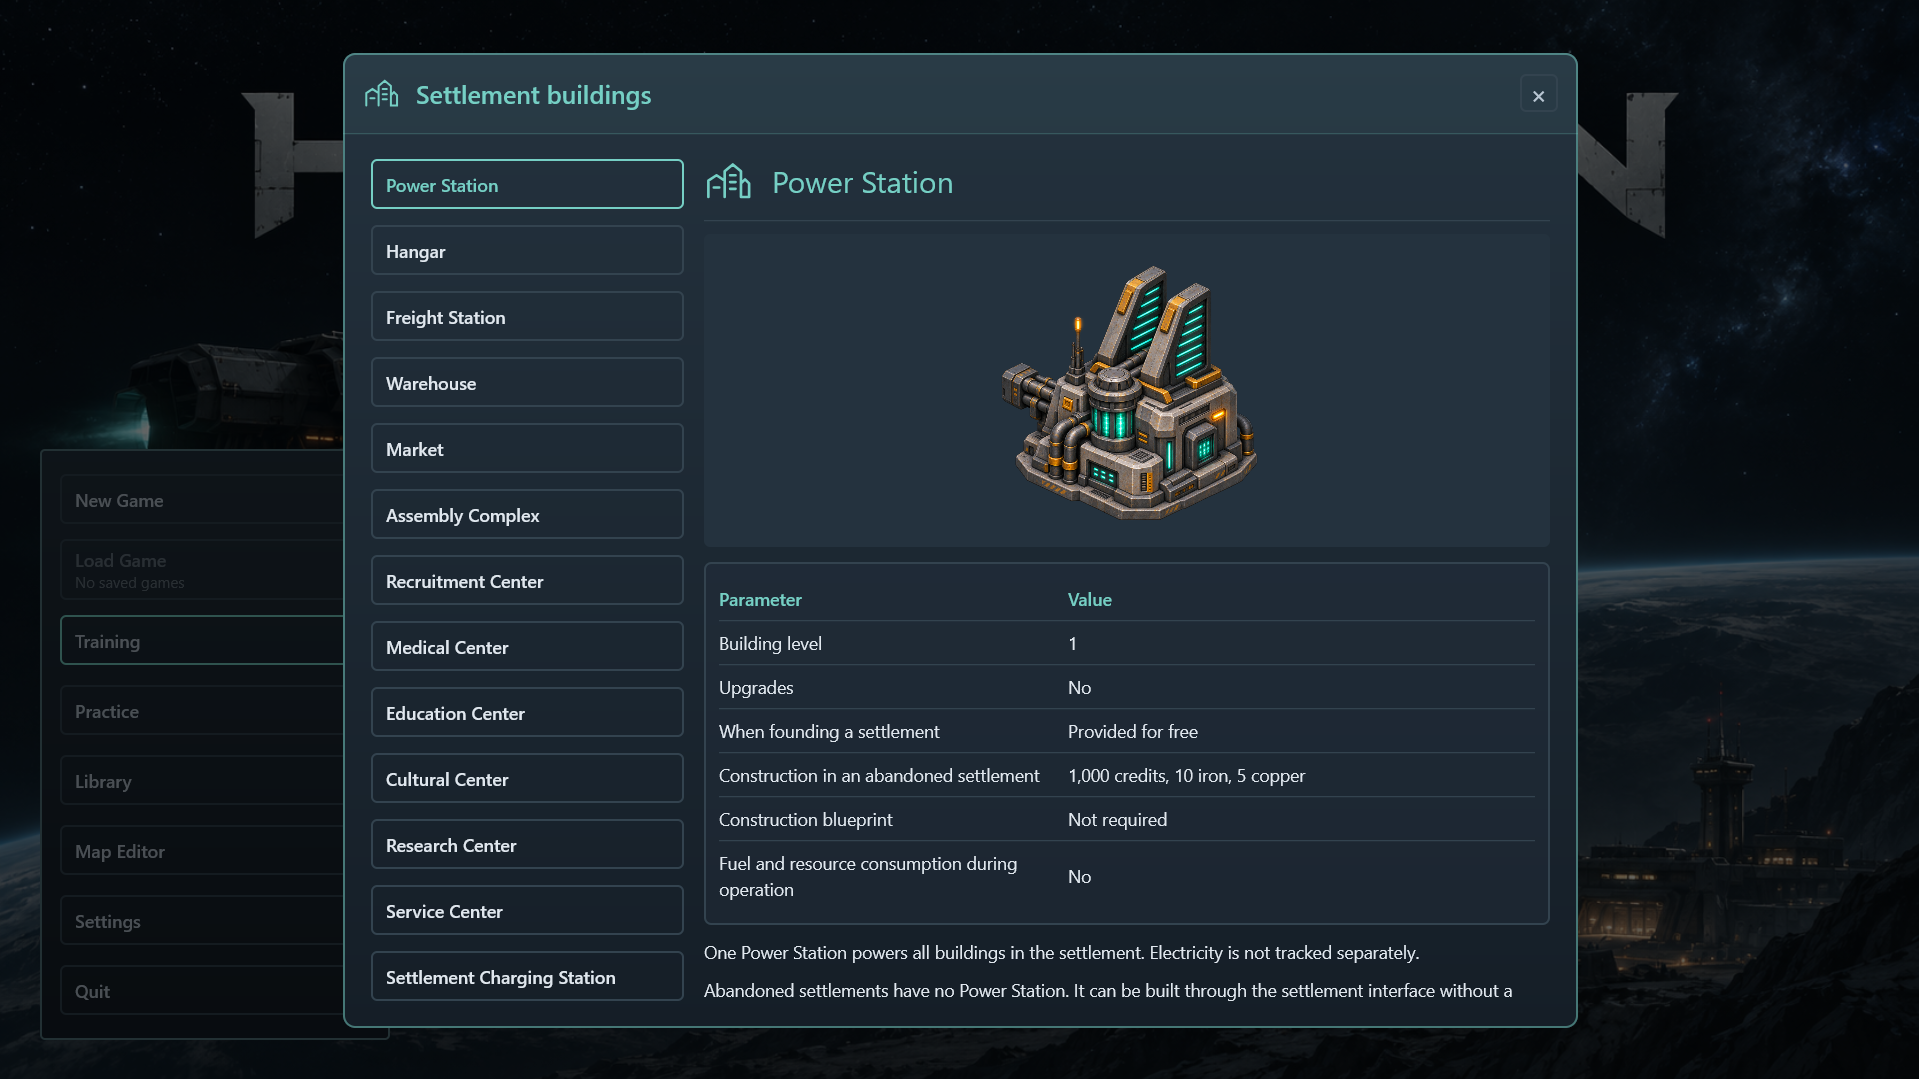 Settlement buildings
Power Station
Hangar
Freight Station
Warehouse
Market
Assembly Complex
Recruitment Center
Medical Center
Education Center
Cultural Center
Research Center
Service Center
Settlement Charging Station
Power Station
Parameter Value
Building level 1
Upgrades No
When founding a settlement Provided for free
Construction in an abandoned settlement 1,000 credits, 10 iron, 5 copper
Construction blueprint Not required
Fuel and resource consumption during
operation No
One Power Station powers all buildings in the settlement. Electricity is not tracked separately.
Abandoned settlements have no Power Station. It can be built through the settlement interface without a
New Game
Load Game
No saved games
Training
Practice
Library
Map Editor
Settings
Quit